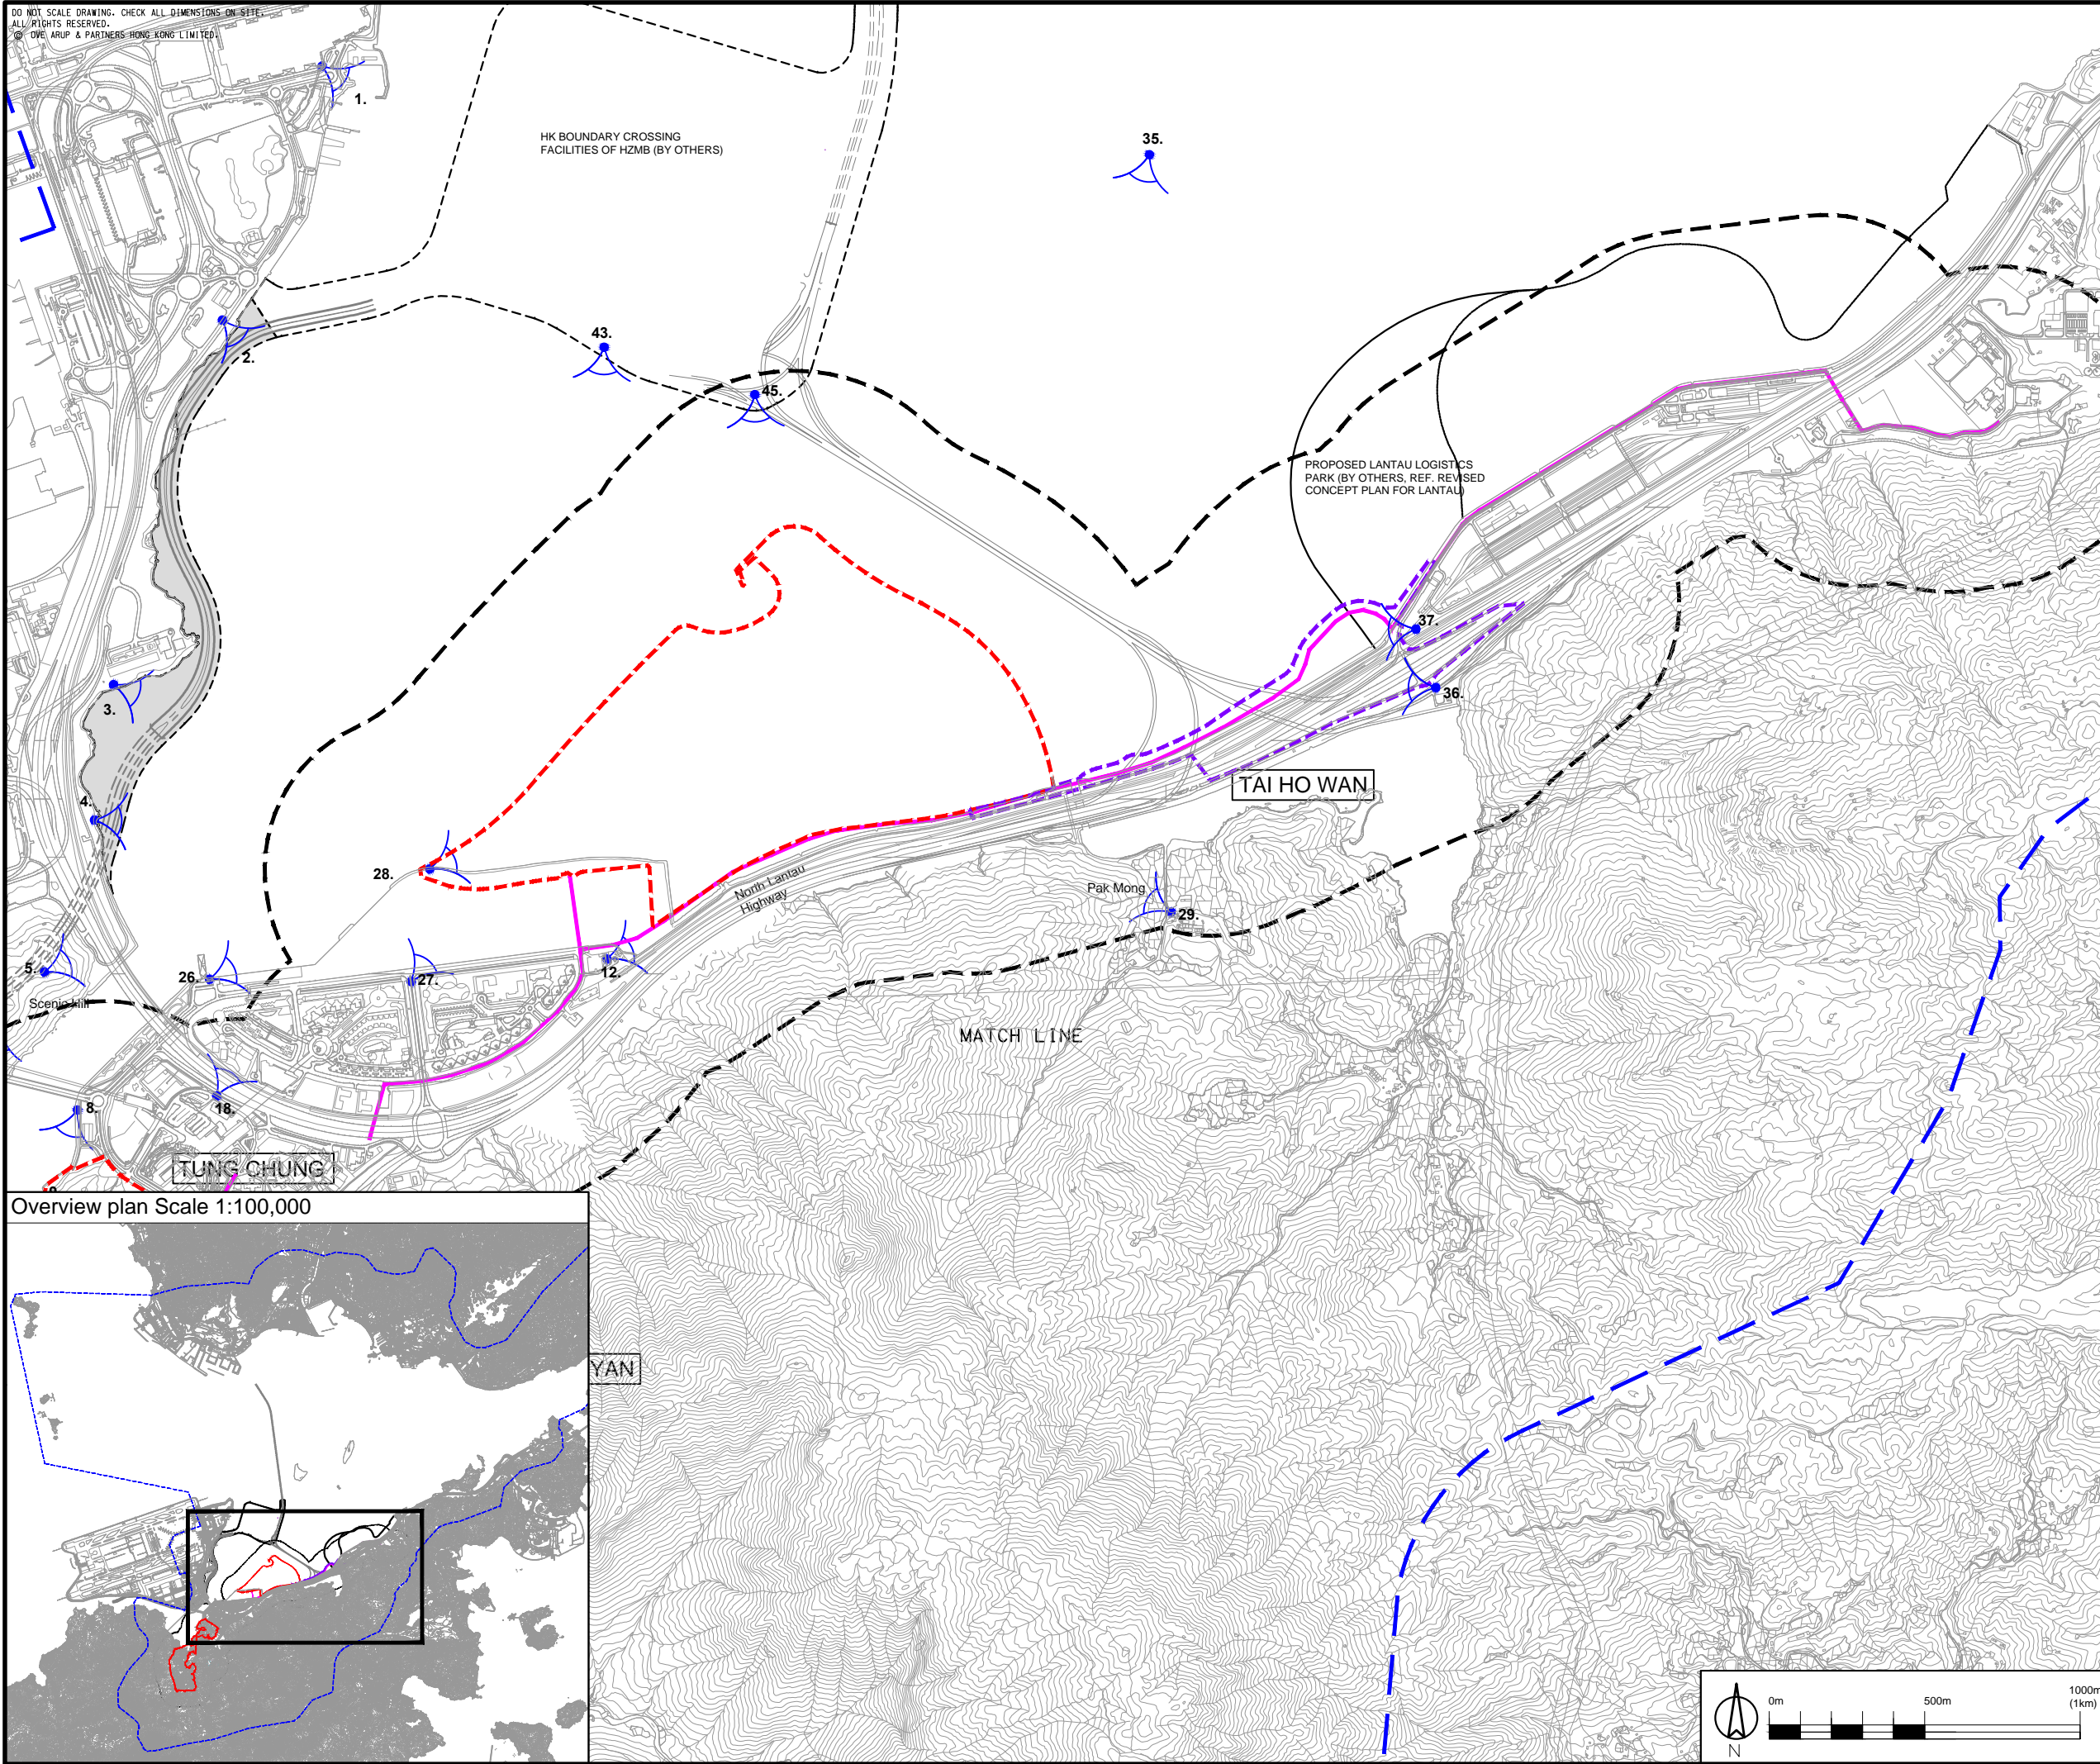 DO NOT SCALE DRAWING. CHECK ALL DIMENSIONS ON SITE.
ALL RIGHTS RESERVED.
© OVE ARUP & PARTNERS HONG KONG LIMITED.
1.
HK BOUNDARY CROSSING
FACILITIES OF HZMB (BY OTHERS)
35.
2.
43.
45.
PROPOSED LANTAU LOGISTICS
PARK (BY OTHERS, REF. REVISED
CONCEPT PLAN FOR LANTAU)
37.
3.
36.
TAI HO WAN
4.
28.
North Lantau
Highway
Pak Mong
29.
5.
26.
27.
12.
Scenic Hill
MATCH LINE
8.
18.
TUNG CHUNG
Overview plan Scale 1:100,000
YAN
0m
500m
1000m
(1km)
N